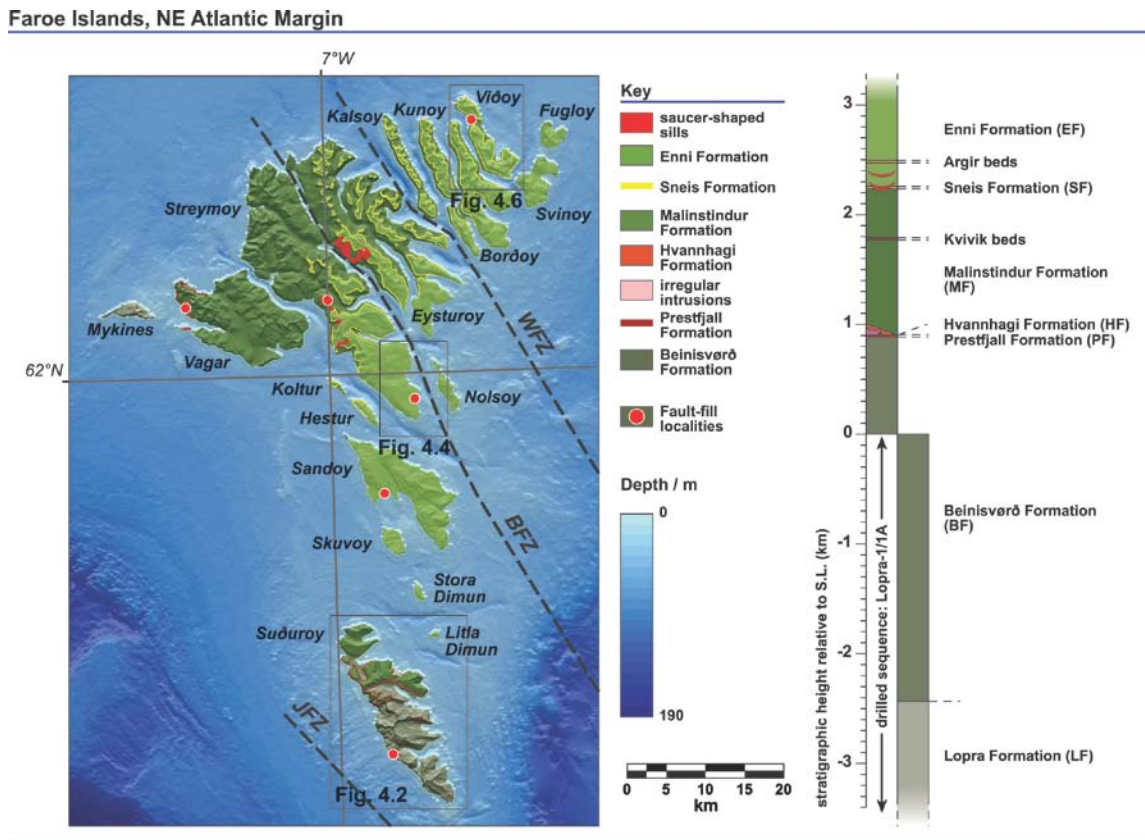 Faroe Islands, NE Atlantic Margin
7°W
62°N
Kalsoy
Kunoy
Viðoy
Fugloy
Fig. 4.6
Svinoy
Streymoy
Borðoy
Mykines
Vagar
Eysturoy
WFZ
Koltur
Nolsoy
Hestur
Fig. 4.4
Sandoy
BFZ
Skuvoy
Stora
Dimun
Suðuroy
Litla
Dimun
JFZ
Fig. 4.2
Key
saucer-shaped
sills
Enni Formation
Sneis Formation
Malinstindur
Formation
Hvannhagi
Formation
irregular
intrusions
Prestfjall
Formation
Beinisvørð
Formation
Fault-fill
localities
Depth / m
0
190
0 5 10 15 20
km
stratigraphic height relative to S.L. (km)
3
2
1
0
-1
-2
-3
drilled sequence: Lopra-1/1A
Enni Formation (EF)
Argir beds
Sneis Formation (SF)
Kvivik beds
Malinstindur Formation
(MF)
Hvannhagi Formation (HF)
Prestfjall Formation (PF)
Beinisvørð Formation
(BF)
Lopra Formation (LF)